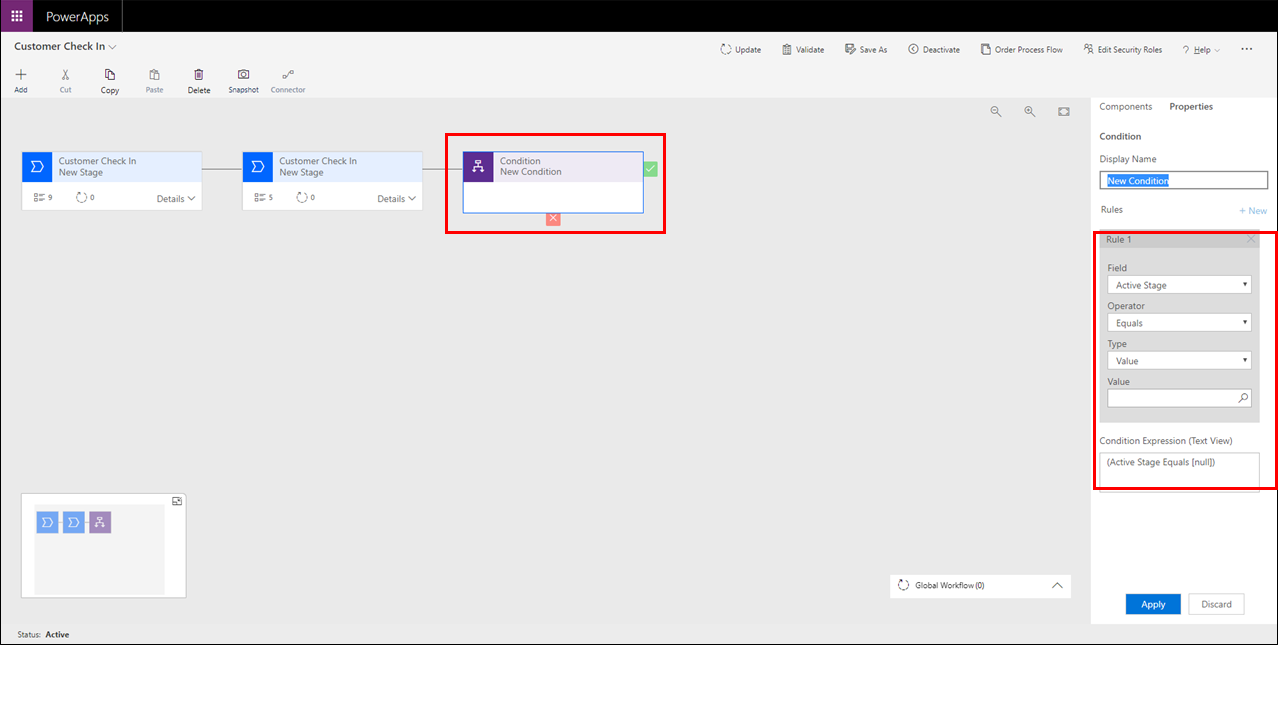 PowerApps
Customer Check In
Update Validate Save As Deactivate Order Process Flow Edit Security Roles ? Help ...
Add Cut Copy Paste Delete Snapshot Connector
Components Properties
Condition
Display Name
New Condition
Rules + New
Rule 1
Field
Active Stage
Operator
Equals
Type
Value
Value
Condition Expression (Text View)
(Active Stage Equals [null])
Apply Discard
Customer Check In
New Stage
9 0 Details
Customer Check In
New Stage
5 0 Details
Condition
New Condition
Global Workflow (0)
Status: Active